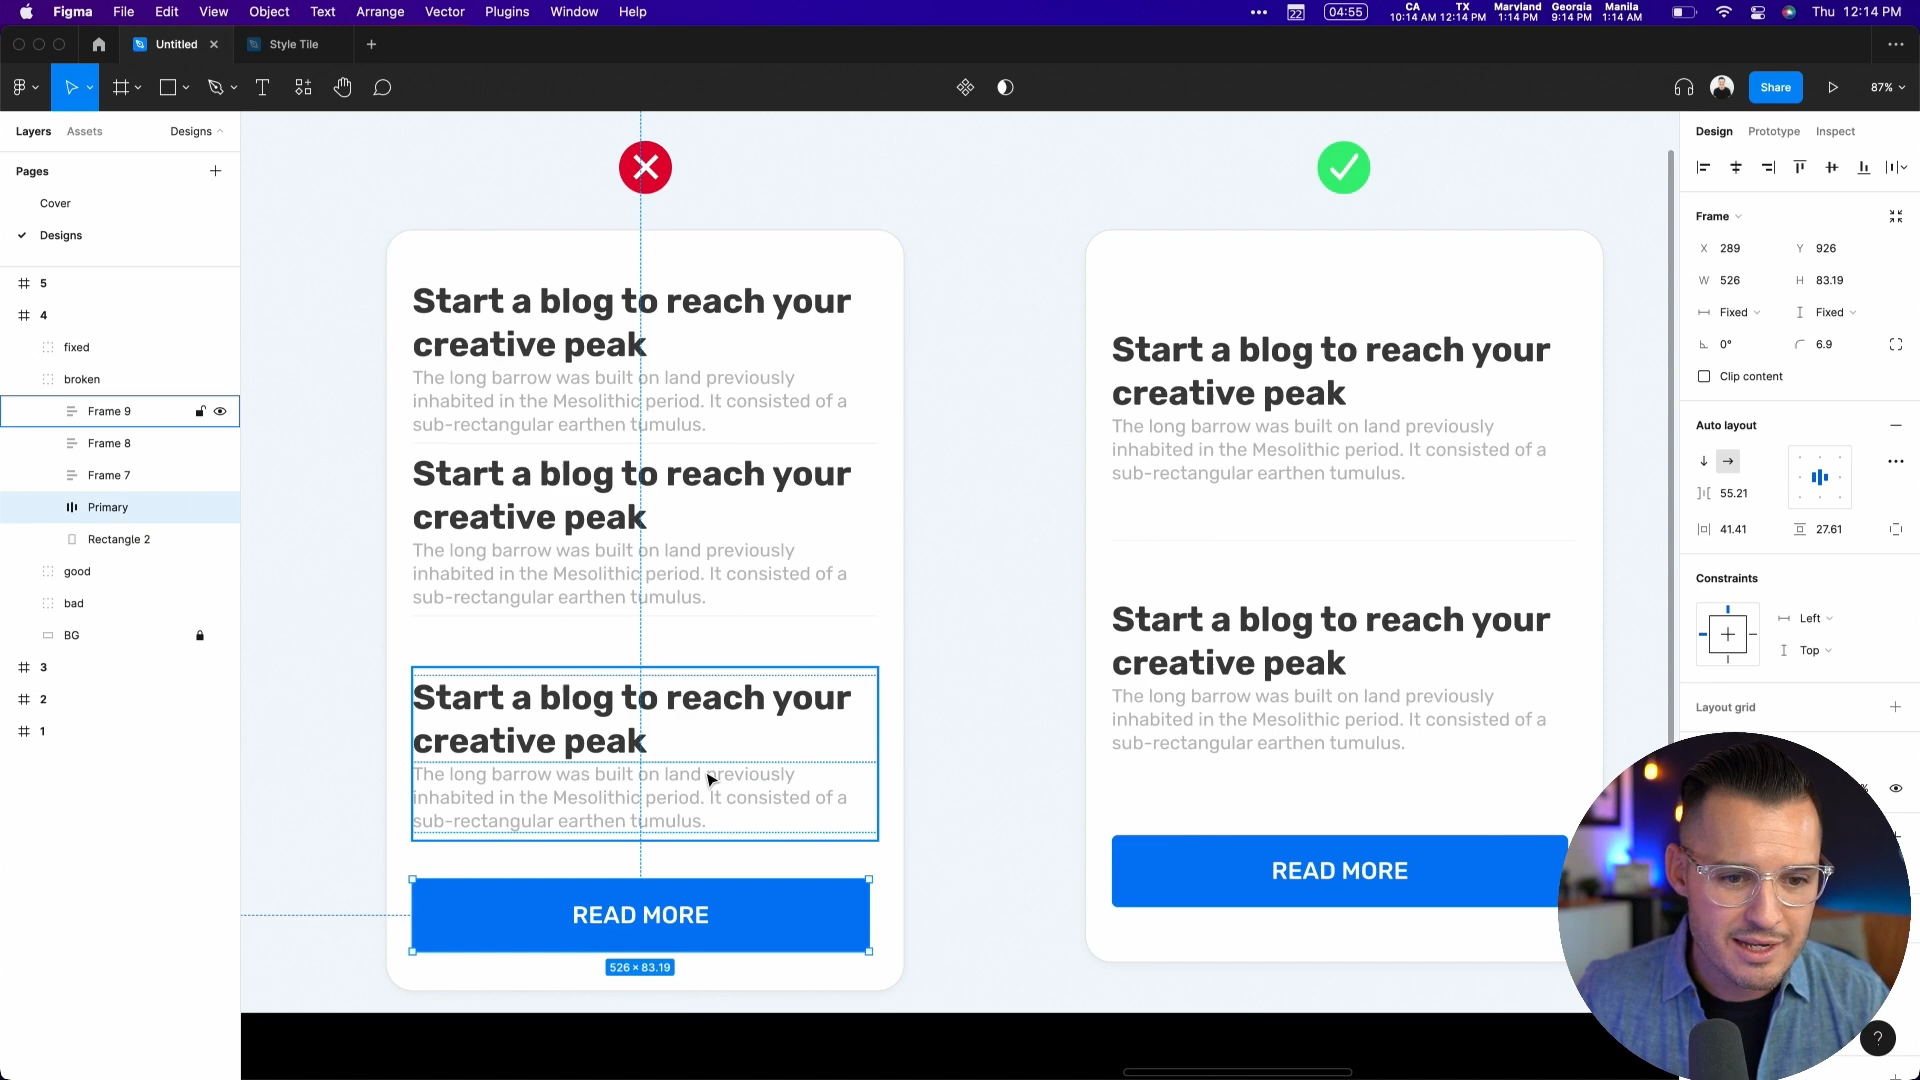 Figma File Edit View Object Text Arrange Vector Plugins Window Help
22
04:55
CA
10:14 AM
TX
12:14 PM
Maryland
1:14 PM
Georgia
9:14 PM
Manila
1:14 AM
Thu 12:14 PM
Untitled
Style Tile
Share
87%
Layers Assets
Designs
Pages
Cover
Designs
5
4
fixed
broken
Frame 9
Frame 8
Frame 7
Primary
Rectangle 2
good
bad
BG
3
2
1
Start a blog to reach your
creative peak
The long barrow was built on land previously
inhabited in the Mesolithic period. It consisted of a
sub-rectangular earthen tumulus.
Start a blog to reach your
creative peak
The long barrow was built on land previously
inhabited in the Mesolithic period. It consisted of a
sub-rectangular earthen tumulus.
Start a blog to reach your
creative peak
The long barrow was built on land previously
inhabited in the Mesolithic period. It consisted of a
sub-rectangular earthen tumulus.
READ MORE
526 × 83.19
Start a blog to reach your
creative peak
The long barrow was built on land previously
inhabited in the Mesolithic period. It consisted of a
sub-rectangular earthen tumulus.
Start a blog to reach your
creative peak
The long barrow was built on land previously
inhabited in the Mesolithic period. It consisted of a
sub-rectangular earthen tumulus.
READ MORE
Design Prototype Inspect
Frame
X 289 Y 926
W 526 H 83.19
Fixed Fixed
0° 6.9
Clip content
Auto layout
55.21
41.41 27.61
Constraints
Left
Top
Layout grid
%
?